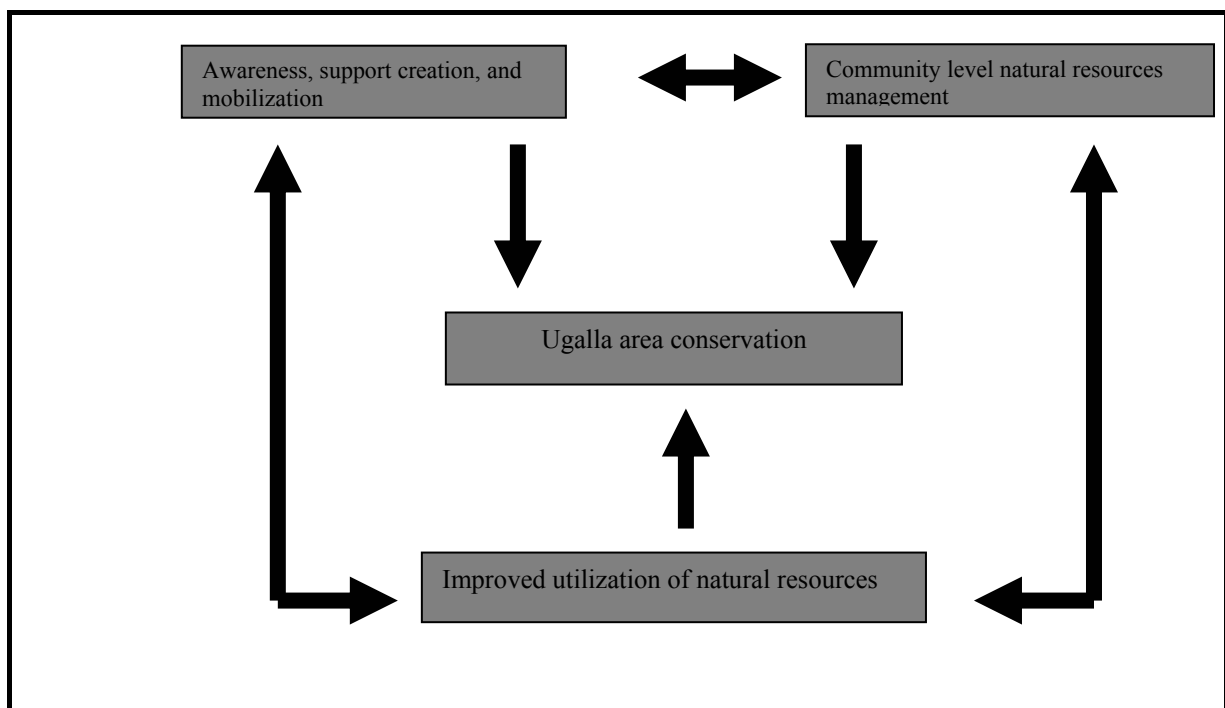 Awareness, support creation, and
mobilization
Community level natural resources
management
Ugalla area conservation
Improved utilization of natural resources